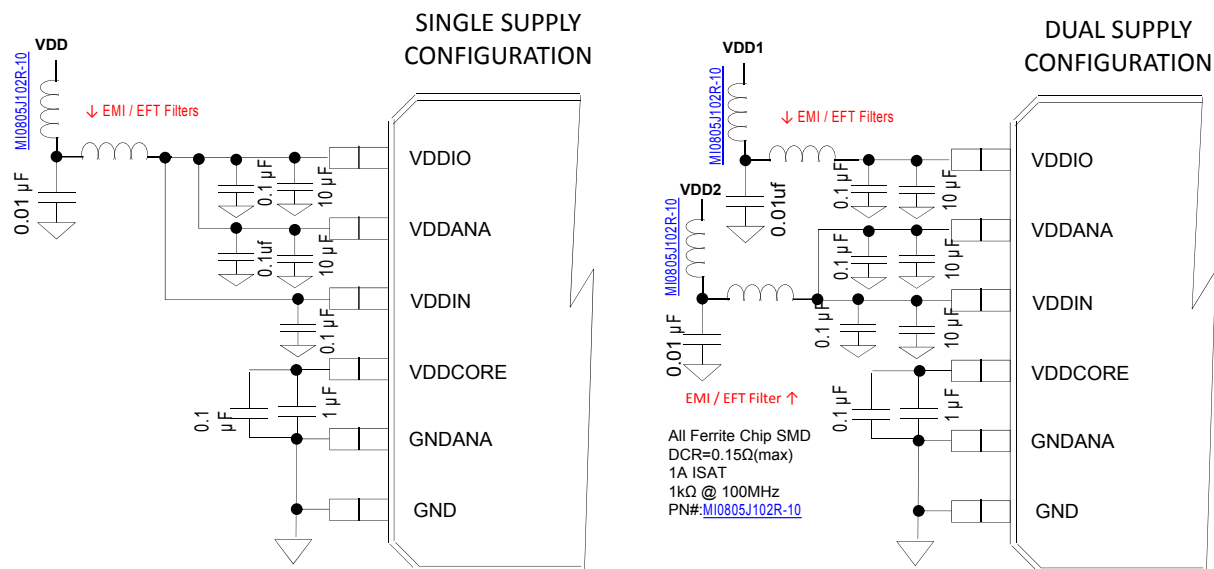 SINGLE SUPPLY
CONFIGURATION
VDD
MI0805J102R-10
↓ EMI / EFT Filters
0.01 µF
0.1 µF
10 µF
VDDIO
0.1uf
10 µF
VDDANA
0.1 µF
VDDIN
VDDCORE
0.1
µF
1 µF
GNDANA
GND
DUAL SUPPLY
CONFIGURATION
VDD1
MI0805J102R-10
↓ EMI / EFT Filters
0.01uf
0.1 µF
10 µF
VDDIO
VDD2
MI0805J102R-10
0.01 µF
0.1 µF
10 µF
VDDANA
0.1 µF
10 µF
VDDIN
EMI / EFT Filter ↑
0.1 µF
1 µF
VDDCORE
GNDANA
GND
All Ferrite Chip SMD
DCR=0.15Ω(max)
1A ISAT
1kΩ @ 100MHz
PN#:MI0805J102R-10